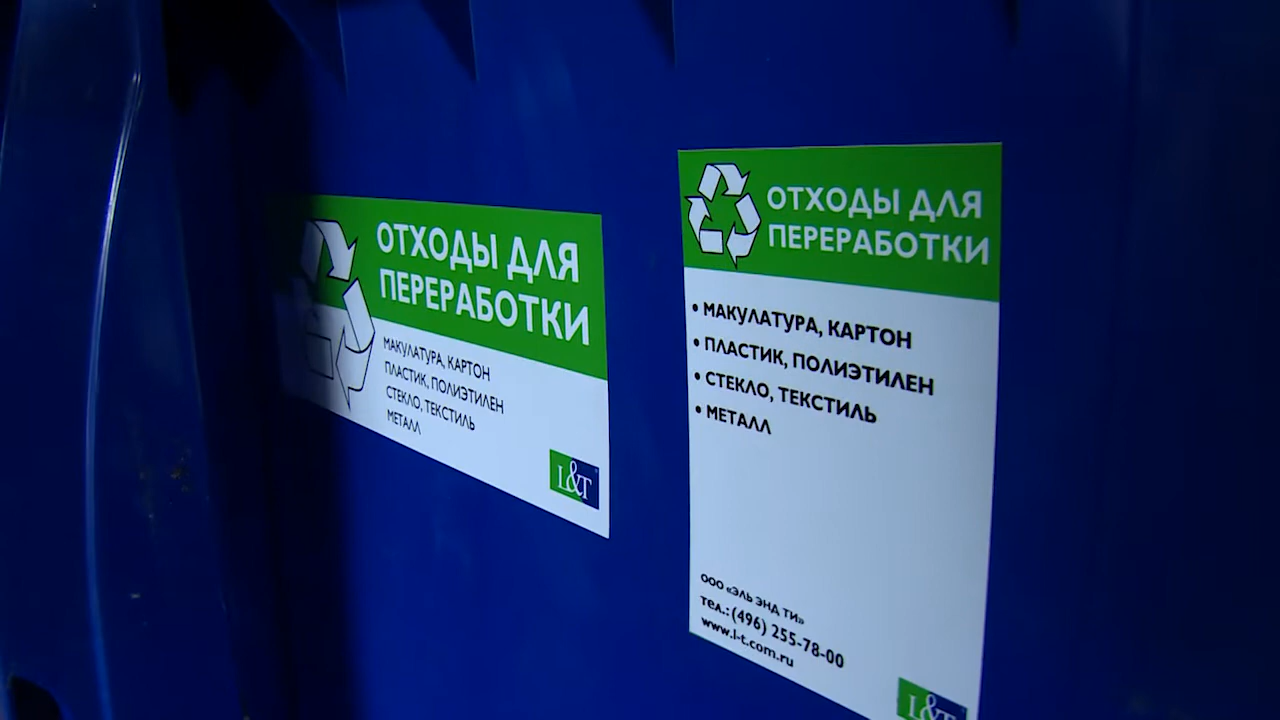 ОТХОДЫ ДЛЯ
ПЕРЕРАБОТКИ
МАКУЛАТУРА, КАРТОН
ПЛАСТИК, ПОЛИЭТИЛЕН
СТЕКЛО, ТЕКСТИЛЬ
МЕТАЛЛ
L&T
ОТХОДЫ ДЛЯ
ПЕРЕРАБОТКИ
• МАКУЛАТУРА, КАРТОН
• ПЛАСТИК, ПОЛИЭТИЛЕН
• СТЕКЛО, ТЕКСТИЛЬ
• МЕТАЛЛ
ООО «ЭЛЬ ЭНД ТИ»
тел.: (496) 255-78-00
www.l-t.com.ru
L&T